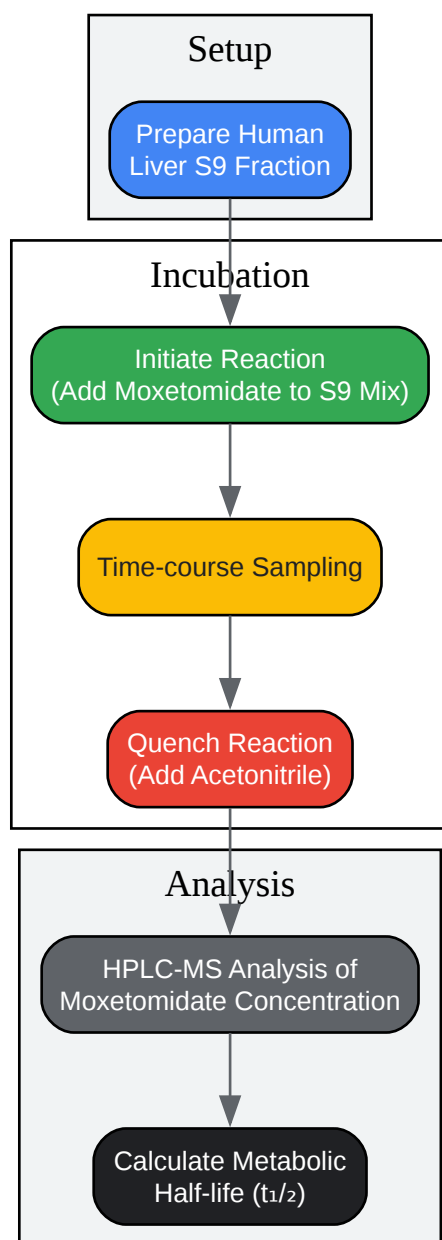 Setup
Prepare Human
Liver S9 Fraction
Incubation
Initiate Reaction
(Add Moxetomidate to S9 Mix)
Time-course Sampling
Quench Reaction
(Add Acetonitrile)
Analysis
HPLC-MS Analysis of
Moxetomidate Concentration
Calculate Metabolic
Half-life (t₁/₂)